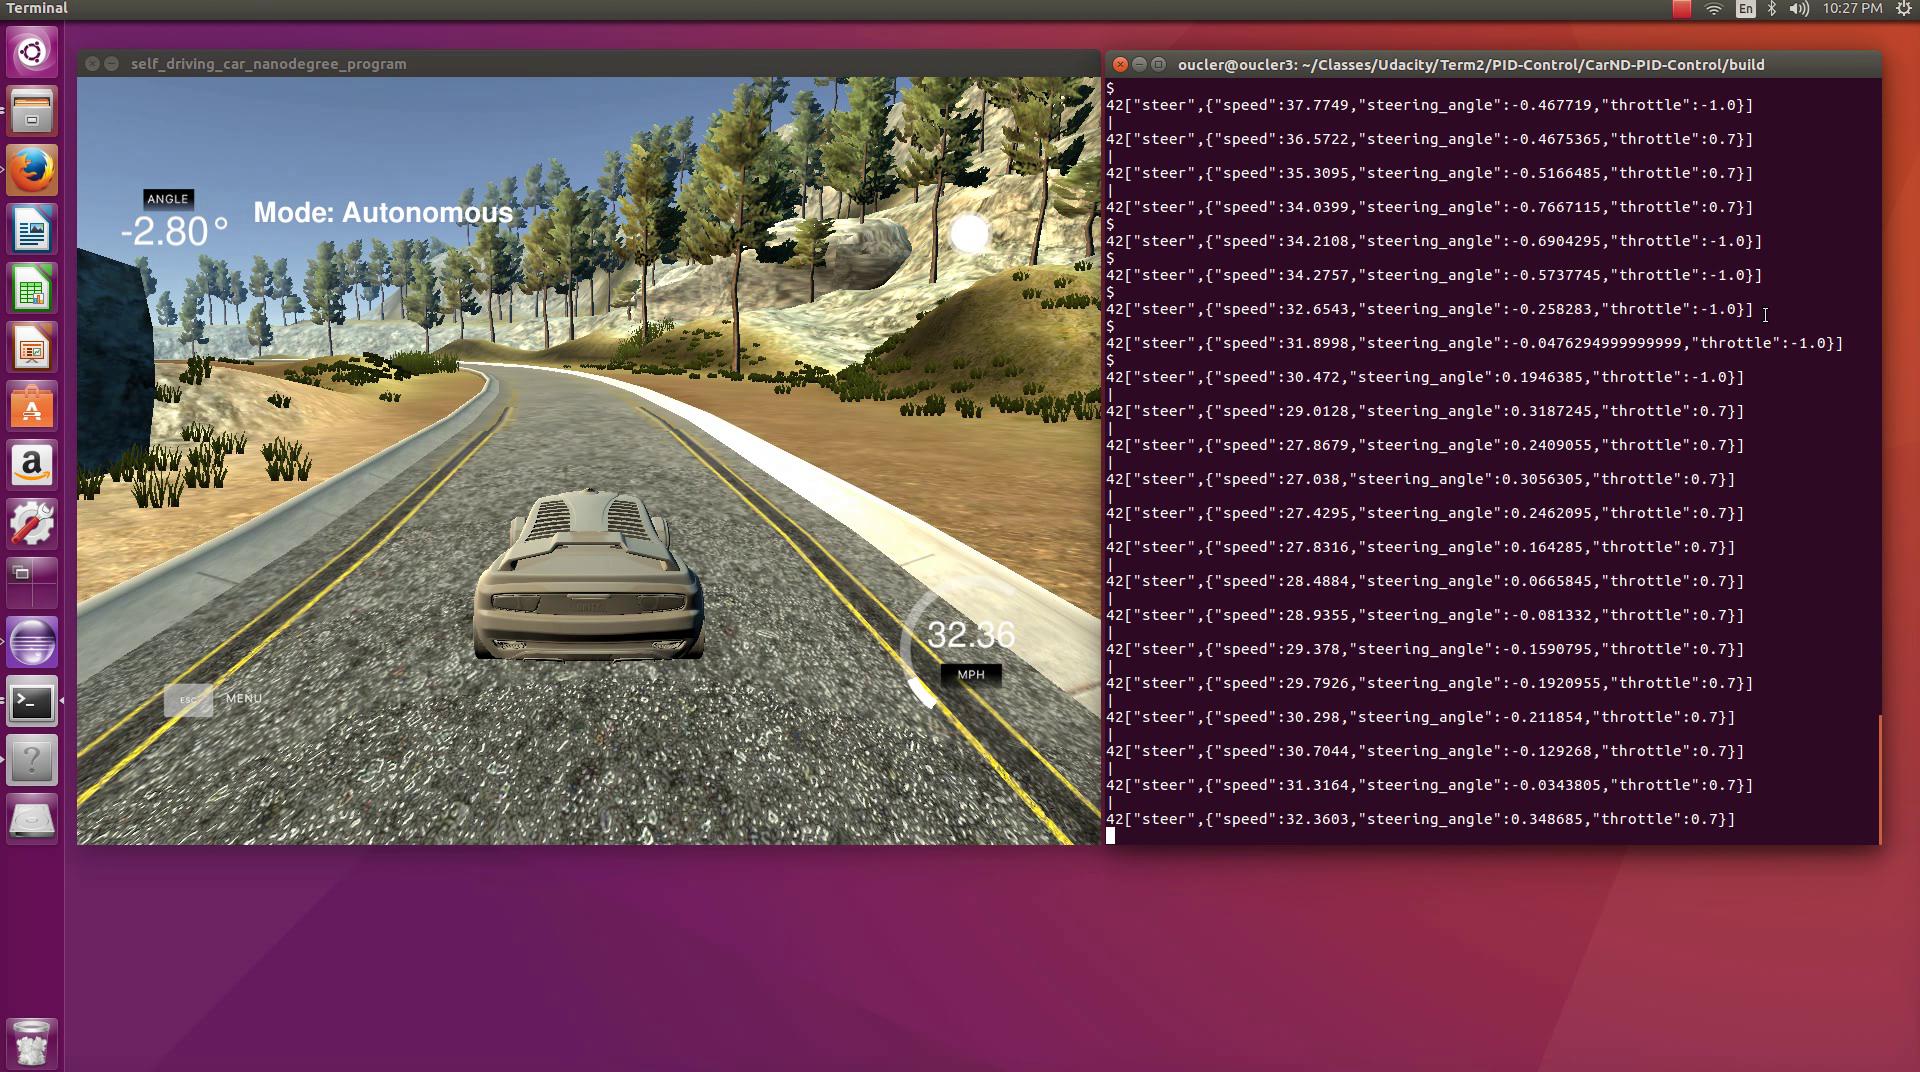 Terminal
En
10:27 PM
self_driving_car_nanodegree_program
ANGLE
-2.80°
Mode: Autonomous
32.36
MPH
ESC
MENU
a
?
oucler@oucler3: ~/Classes/Udacity/Term2/PID-Control/CarND-PID-Control/build
$
42["steer",{"speed":37.7749,"steering_angle":-0.467719,"throttle":-1.0}]
|
42["steer",{"speed":36.5722,"steering_angle":-0.4675365,"throttle":0.7}]
|
42["steer",{"speed":35.3095,"steering_angle":-0.5166485,"throttle":0.7}]
|
42["steer",{"speed":34.0399,"steering_angle":-0.7667115,"throttle":0.7}]
$
42["steer",{"speed":34.2108,"steering_angle":-0.6904295,"throttle":-1.0}]
$
42["steer",{"speed":34.2757,"steering_angle":-0.5737745,"throttle":-1.0}]
$
42["steer",{"speed":32.6543,"steering_angle":-0.258283,"throttle":-1.0}]
$
42["steer",{"speed":31.8998,"steering_angle":-0.0476294999999999,"throttle":-1.0}]
$
42["steer",{"speed":30.472,"steering_angle":0.1946385,"throttle":-1.0}]
|
42["steer",{"speed":29.0128,"steering_angle":0.3187245,"throttle":0.7}]
|
42["steer",{"speed":27.8679,"steering_angle":0.2409055,"throttle":0.7}]
|
42["steer",{"speed":27.038,"steering_angle":0.3056305,"throttle":0.7}]
|
42["steer",{"speed":27.4295,"steering_angle":0.2462095,"throttle":0.7}]
|
42["steer",{"speed":27.8316,"steering_angle":0.164285,"throttle":0.7}]
|
42["steer",{"speed":28.4884,"steering_angle":0.0665845,"throttle":0.7}]
|
42["steer",{"speed":28.9355,"steering_angle":-0.081332,"throttle":0.7}]
|
42["steer",{"speed":29.378,"steering_angle":-0.1590795,"throttle":0.7}]
|
42["steer",{"speed":29.7926,"steering_angle":-0.1920955,"throttle":0.7}]
|
42["steer",{"speed":30.298,"steering_angle":-0.211854,"throttle":0.7}]
|
42["steer",{"speed":30.7044,"steering_angle":-0.129268,"throttle":0.7}]
|
42["steer",{"speed":31.3164,"steering_angle":-0.0343805,"throttle":0.7}]
|
42["steer",{"speed":32.3603,"steering_angle":0.348685,"throttle":0.7}]